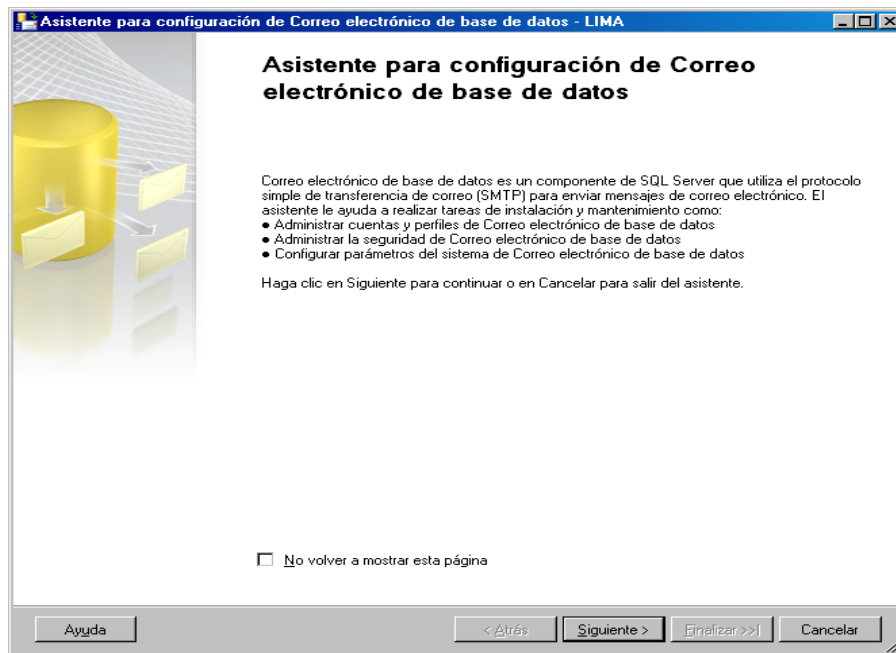 Asistente para configuración de Correo electrónico de base de datos - LIMA
Asistente para configuración de Correo
electrónico de base de datos
Correo electrónico de base de datos es un componente de SQL Server que utiliza el protocolo
simple de transferencia de correo (SMTP) para enviar mensajes de correo electrónico. El
asistente le ayuda a realizar tareas de instalación y mantenimiento como:
● Administrar cuentas y perfiles de Correo electrónico de base de datos
● Administrar la seguridad de Correo electrónico de base de datos
● Configurar parámetros del sistema de Correo electrónico de base de datos
Haga clic en Siguiente para continuar o en Cancelar para salir del asistente.
No volver a mostrar esta página
Ayuda
< Atrás
Siguiente >
Finalizar >>|
Cancelar